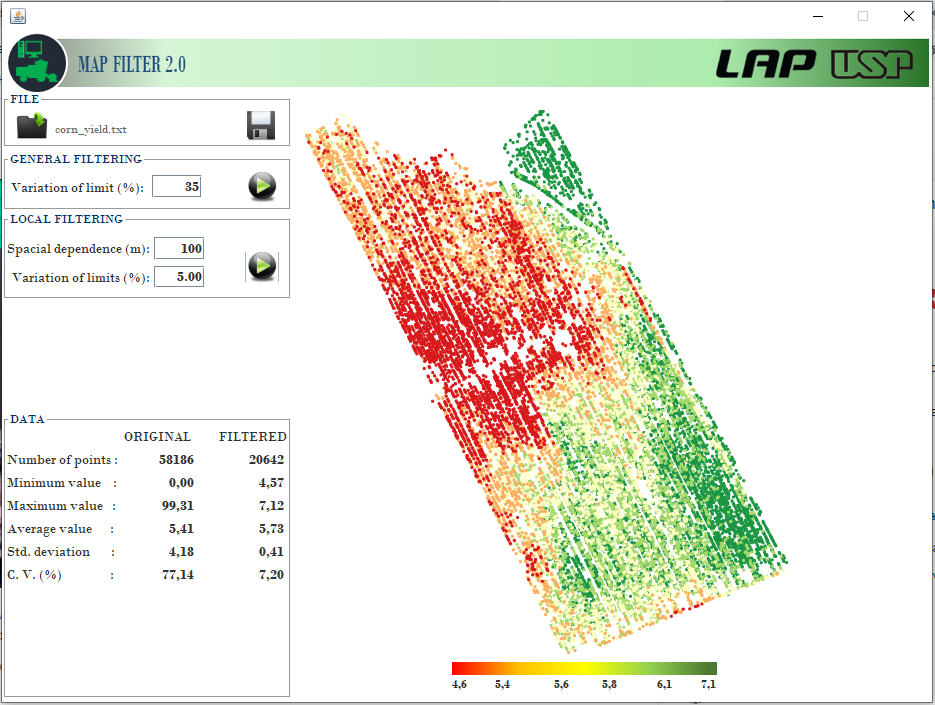 MAP FILTER 2.0
LAP USP
FILE
corn_yield.txt
GENERAL FILTERING
Variation of limit (%): 35
LOCAL FILTERING
Spacial dependence (m): 100
Variation of limits (%): 5.00
DATA
ORIGINAL FILTERED
Number of points : 58186 20642
Minimum value : 0,00 4,57
Maximum value : 99,31 7,12
Average value : 5,41 5,73
Std. deviation : 4,18 0,41
C. V. (%) : 77,14 7,20
4,6 5,4 5,6 5,8 6,1 7,1